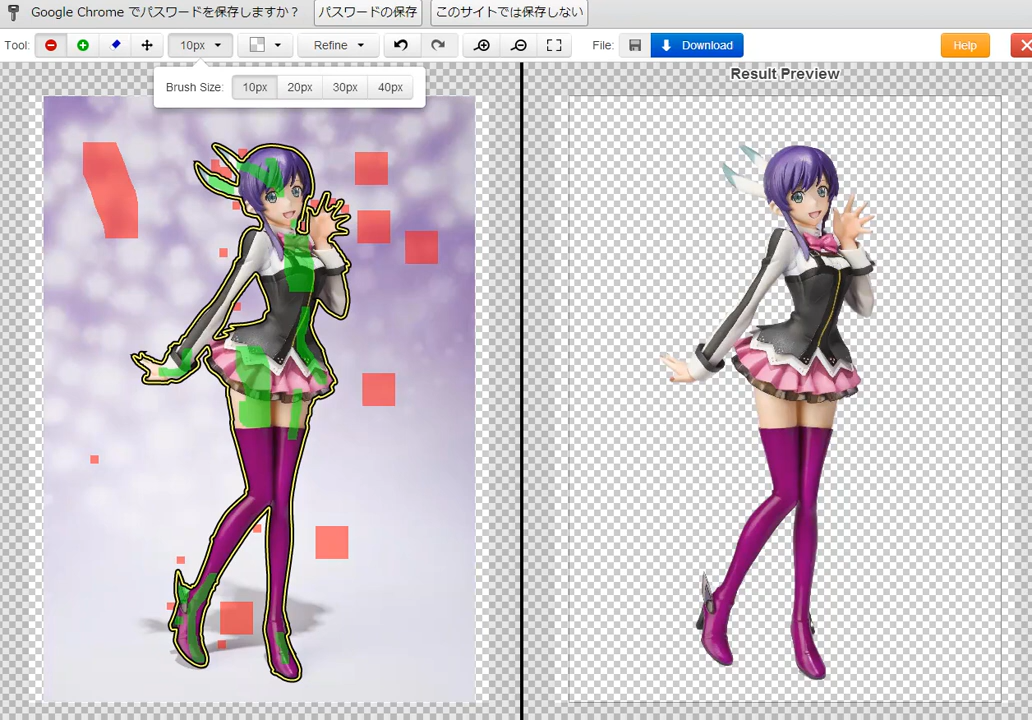 Google Chrome でパスワードを保存しますか？ パスワードの保存 このサイトでは保存しない
Tool: 10px Refine File: Download Help
Brush Size: 10px 20px 30px 40px
Result Preview